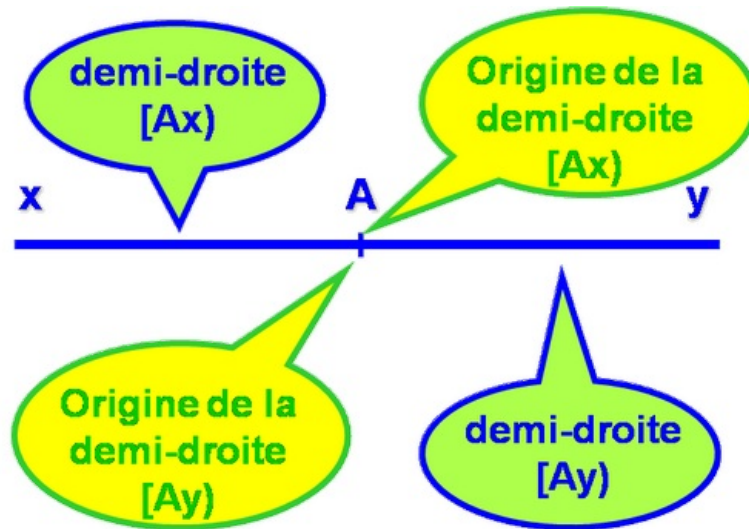 demi-droite
[Ax)
Origine de la
demi-droite
[Ax)
x
A
y
Origine de la
demi-droite
[Ay)
demi-droite
[Ay)